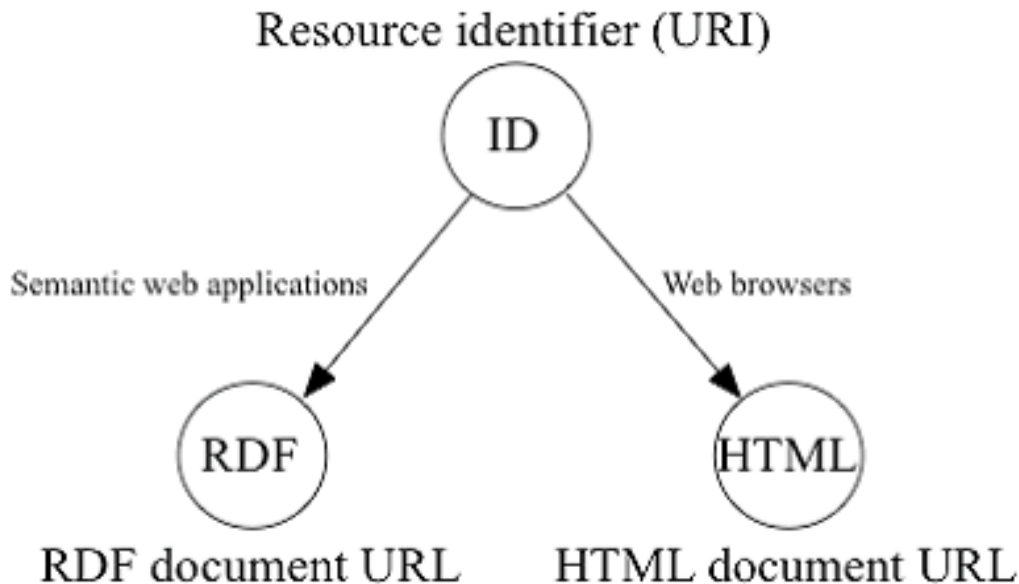 Resource identifier (URI)
ID
Semantic web applications
Web browsers
RDF
HTML
RDF document URL
HTML document URL